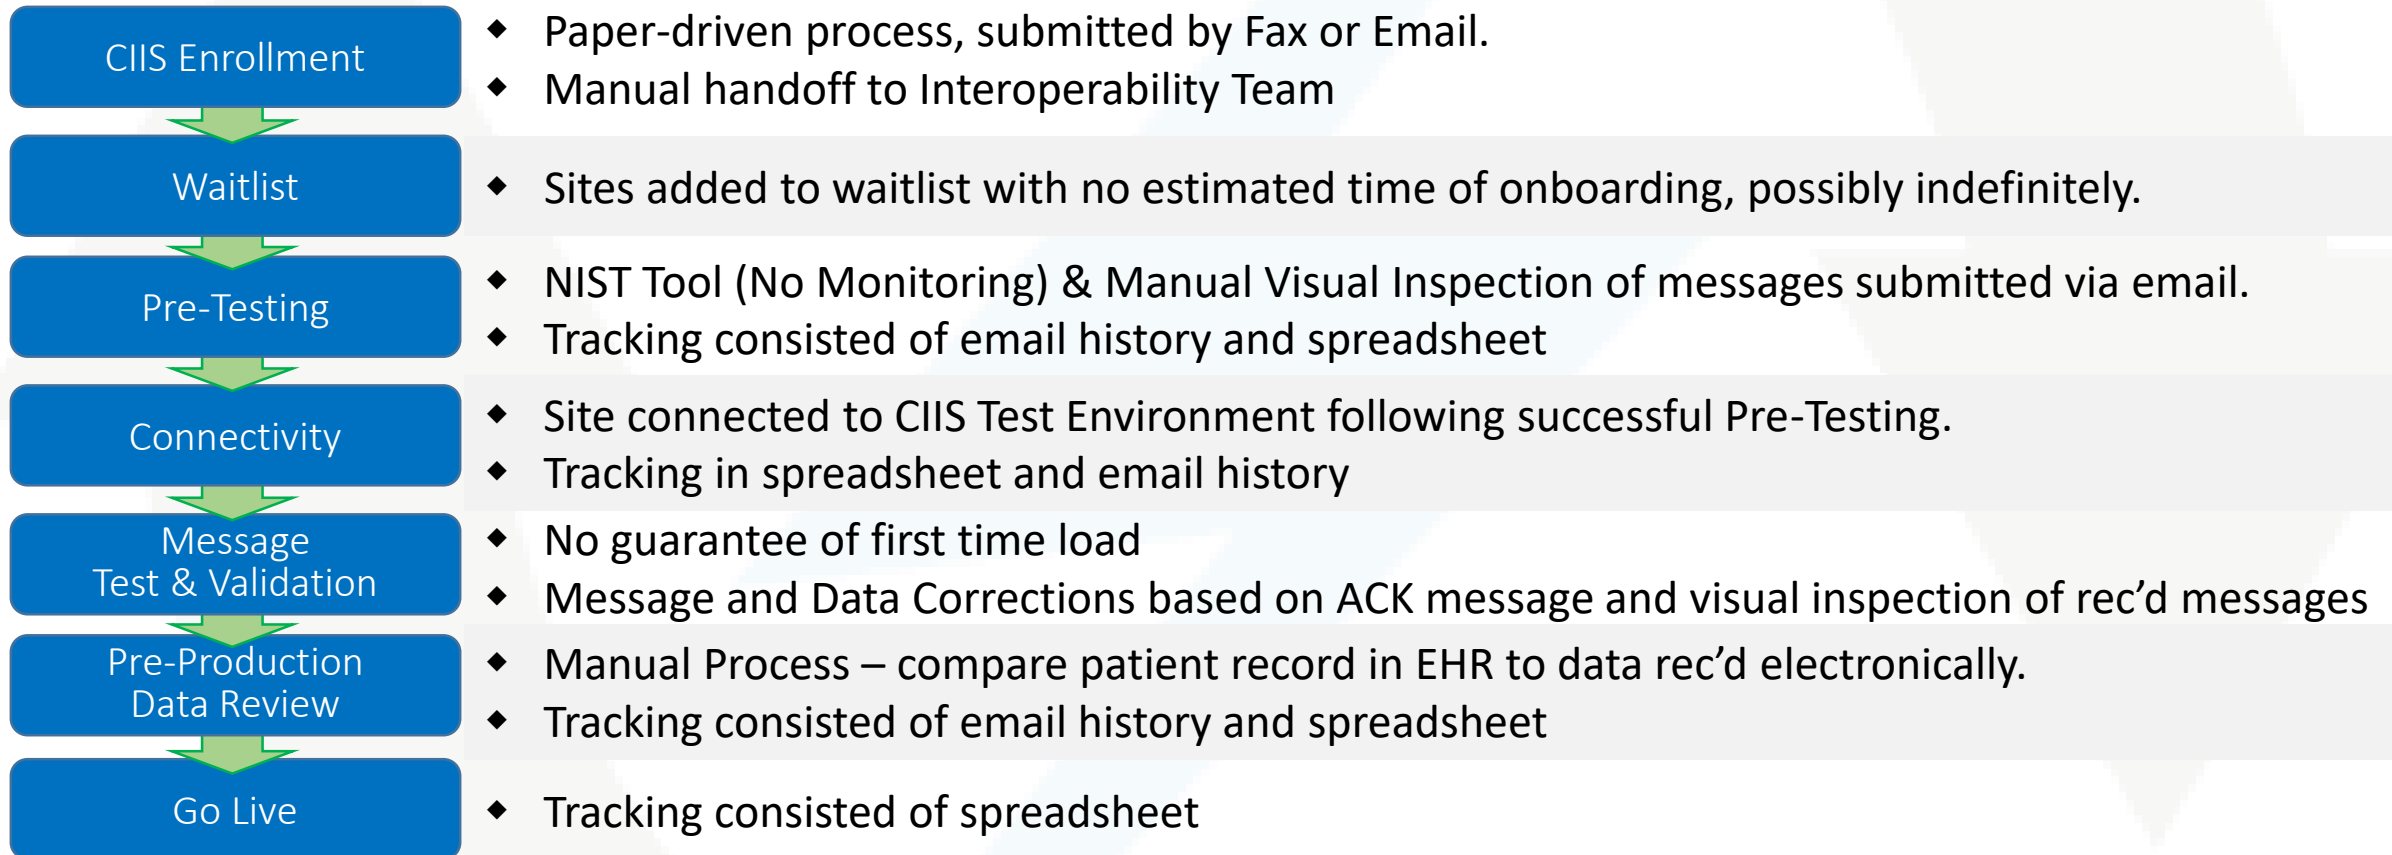 CIIS Enrollment
◆ Paper-driven process, submitted by Fax or Email.
◆ Manual handoff to Interoperability Team
Waitlist
◆ Sites added to waitlist with no estimated time of onboarding, possibly indefinitely.
Pre-Testing
◆ NIST Tool (No Monitoring) & Manual Visual Inspection of messages submitted via email.
◆ Tracking consisted of email history and spreadsheet
Connectivity
◆ Site connected to CIIS Test Environment following successful Pre-Testing.
◆ Tracking in spreadsheet and email history
Message
Test & Validation
◆ No guarantee of first time load
◆ Message and Data Corrections based on ACK message and visual inspection of rec’d messages
Pre-Production
Data Review
◆ Manual Process – compare patient record in EHR to data rec’d electronically.
◆ Tracking consisted of email history and spreadsheet
Go Live
◆ Tracking consisted of spreadsheet